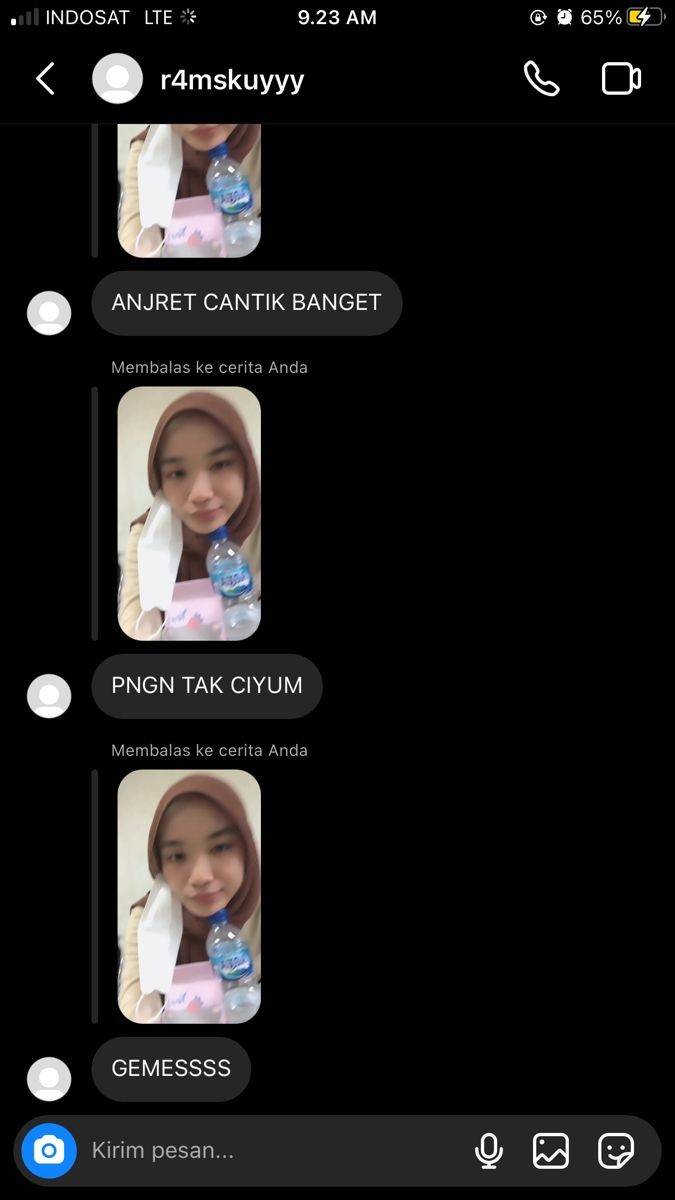 INDOSAT LTE 9.23 AM 65%
r4mskuyyy
ANJRET CANTIK BANGET
Membalas ke cerita Anda
PNGN TAK CIYUM
Membalas ke cerita Anda
GEMESSSS
Kirim pesan...